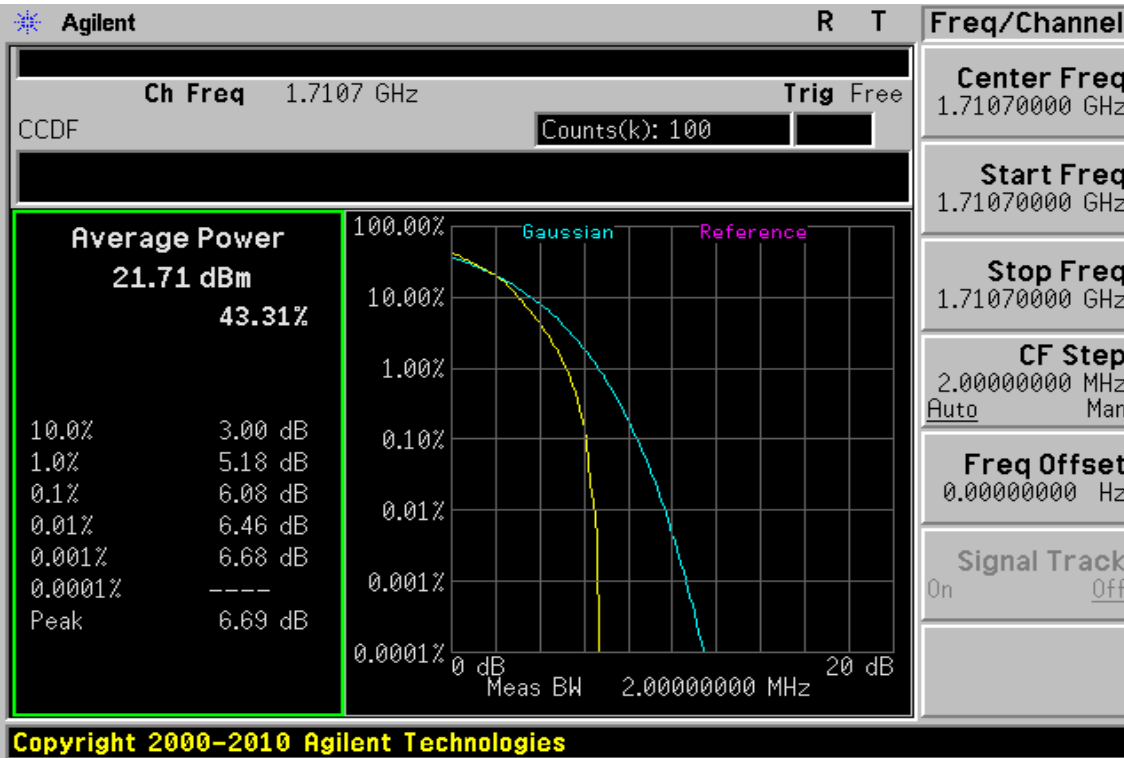 Agilent R T
Ch Freq 1.7107 GHz Trig Free
CCDF Counts(k): 100
Average Power
21.71 dBm
43.31%
10.0% 3.00 dB
1.0% 5.18 dB
0.1% 6.08 dB
0.01% 6.46 dB
0.001% 6.68 dB
0.0001% ----
Peak 6.69 dB
Gaussian Reference
100.00%
10.00%
1.00%
0.10%
0.01%
0.001%
0.0001%
0 dB 20 dB
Meas BW 2.00000000 MHz
Freq/Channel
Center Freq
1.71070000 GHz
Start Freq
1.71070000 GHz
Stop Freq
1.71070000 GHz
CF Step
2.00000000 MHz
Auto Man
Freq Offset
0.00000000 Hz
Signal Track
On Off
Copyright 2000-2010 Agilent Technologies